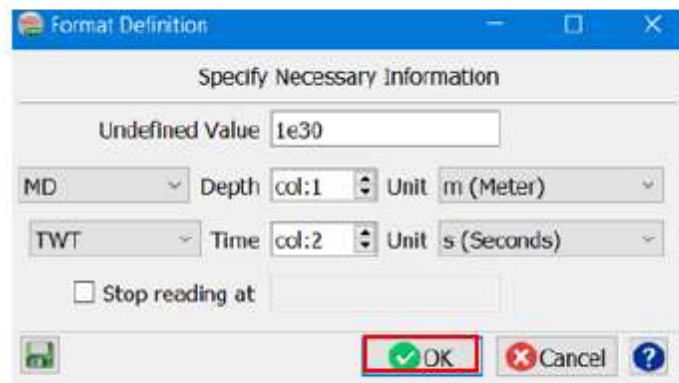 Format Definition
Specify Necessary Information
Undefined Value 1e30
MD Depth col:1 Unit m (Meter)
TWT Time col:2 Unit s (Seconds)
Stop reading at
OK Cancel ?